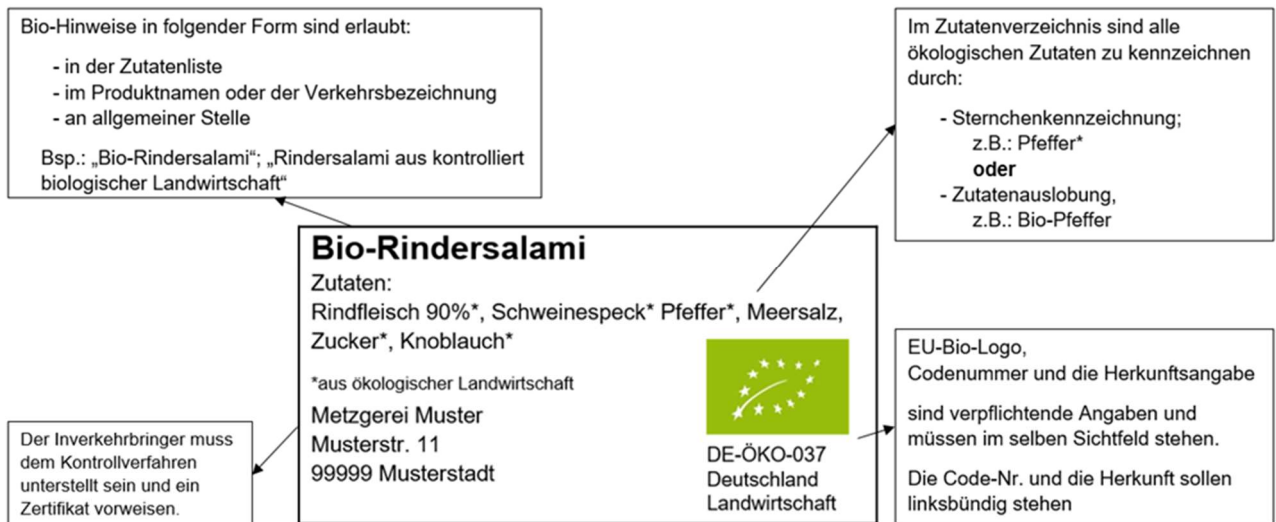 Bio-Hinweise in folgender Form sind erlaubt:
- in der Zutatenliste
- im Produktnamen oder der Verkehrsbezeichnung
- an allgemeiner Stelle
Bsp.: „Bio-Rindersalami“; „Rindersalami aus kontrolliert
biologischer Landwirtschaft“
Im Zutatenverzeichnis sind alle
ökologischen Zutaten zu kennzeichnen
durch:
- Sternchenkennzeichnung;
z.B.: Pfeffer*
oder
- Zutatenauslobung,
z.B.: Bio-Pfeffer
Bio-Rindersalami
Zutaten:
Rindfleisch 90%*, Schweinespeck* Pfeffer*, Meersalz,
Zucker*, Knoblauch*
*aus ökologischer Landwirtschaft
Metzgerei Muster
Musterstr. 11
99999 Musterstadt
DE-ÖKO-037
Deutschland
Landwirtschaft
EU-Bio-Logo,
Codenummer und die Herkunftsangabe
sind verpflichtende Angaben und
müssen im selben Sichtfeld stehen.
Die Code-Nr. und die Herkunft sollen
linksbündig stehen
Der Inverkehrbringer muss
dem Kontrollverfahren
unterstellt sein und ein
Zertifikat vorweisen.